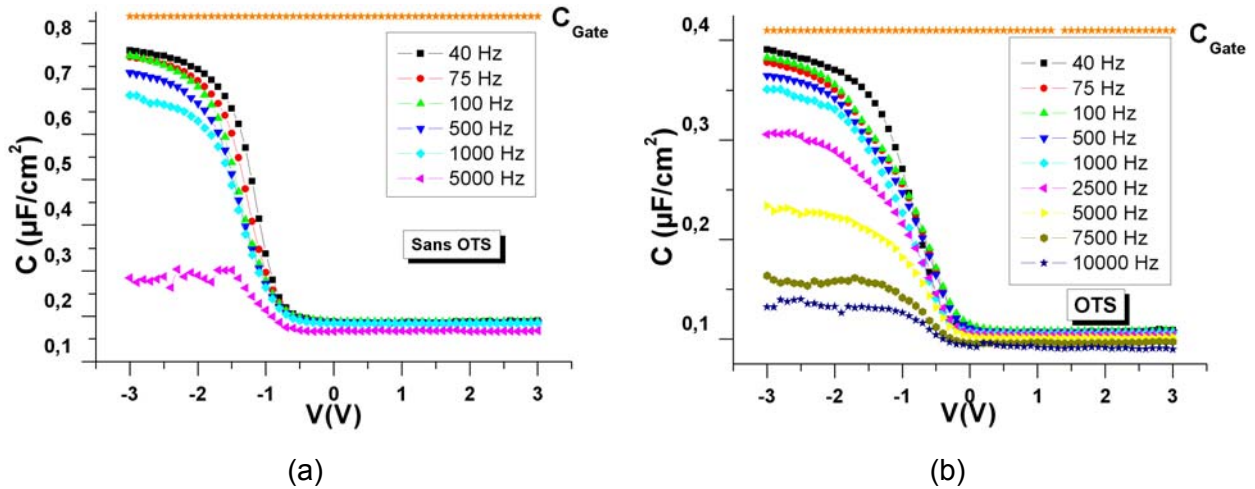 0,8
0,7
0,6
0,5
0,4
0,3
0,2
0,1
C (µF/cm²)
-3 -2 -1 0 1 2 3
V(V)
C Gate
40 Hz
75 Hz
100 Hz
500 Hz
1000 Hz
5000 Hz
Sans OTS
(a)
0,4
0,3
0,2
0,1
C (µF/cm²)
-3 -2 -1 0 1 2 3
V(V)
C Gate
40 Hz
75 Hz
100 Hz
500 Hz
1000 Hz
2500 Hz
5000 Hz
7500 Hz
10000 Hz
OTS
(b)